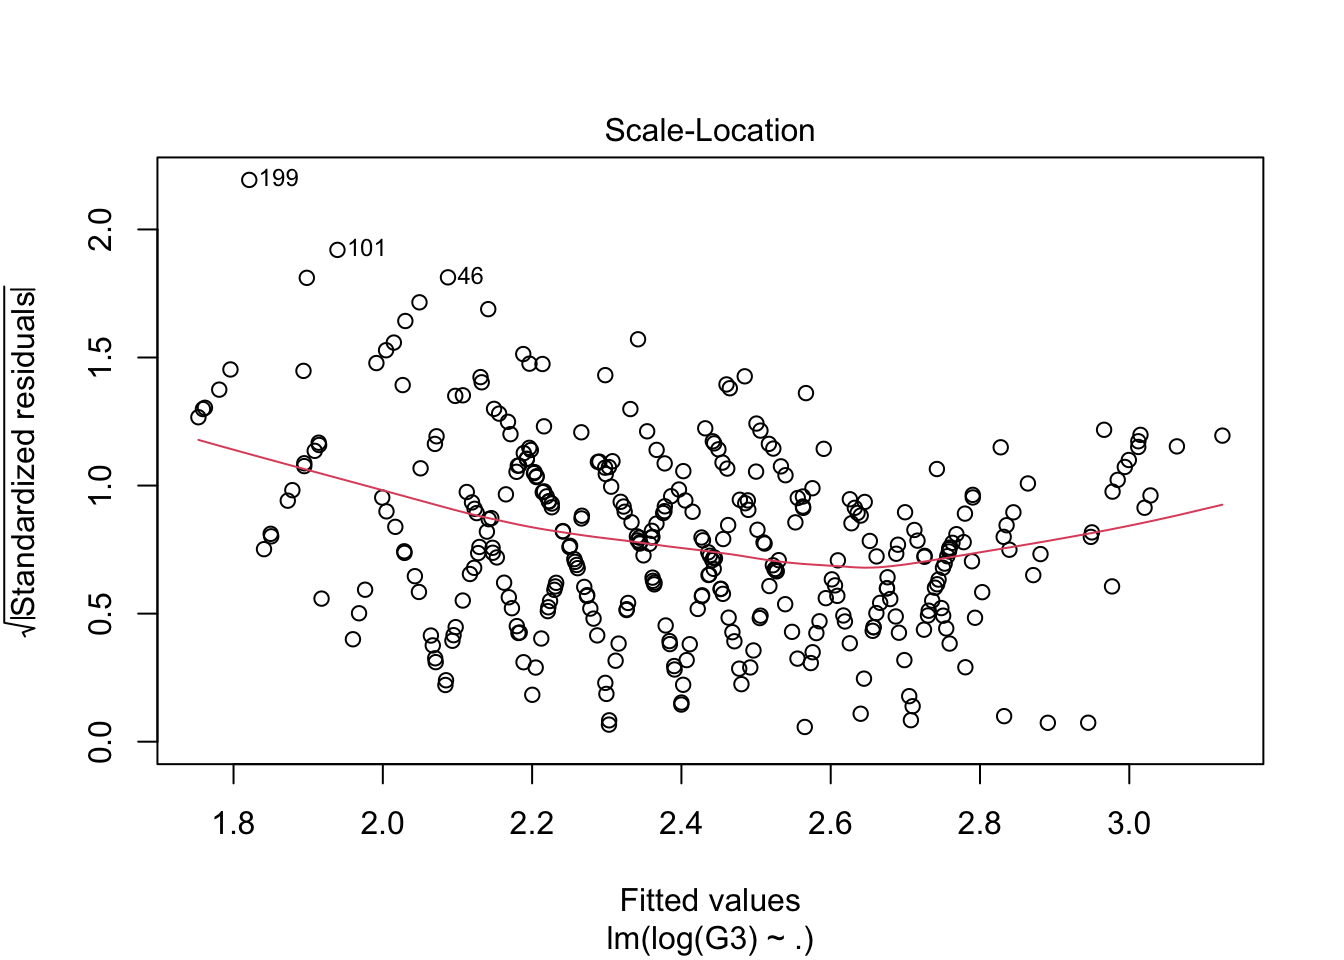 Scale-Location
√|Standardized residuals|
2.0
1.5
1.0
0.5
0.0
199
101
46
1.8 2.0 2.2 2.4 2.6 2.8 3.0
Fitted values
lm(log(G3) ~ .)